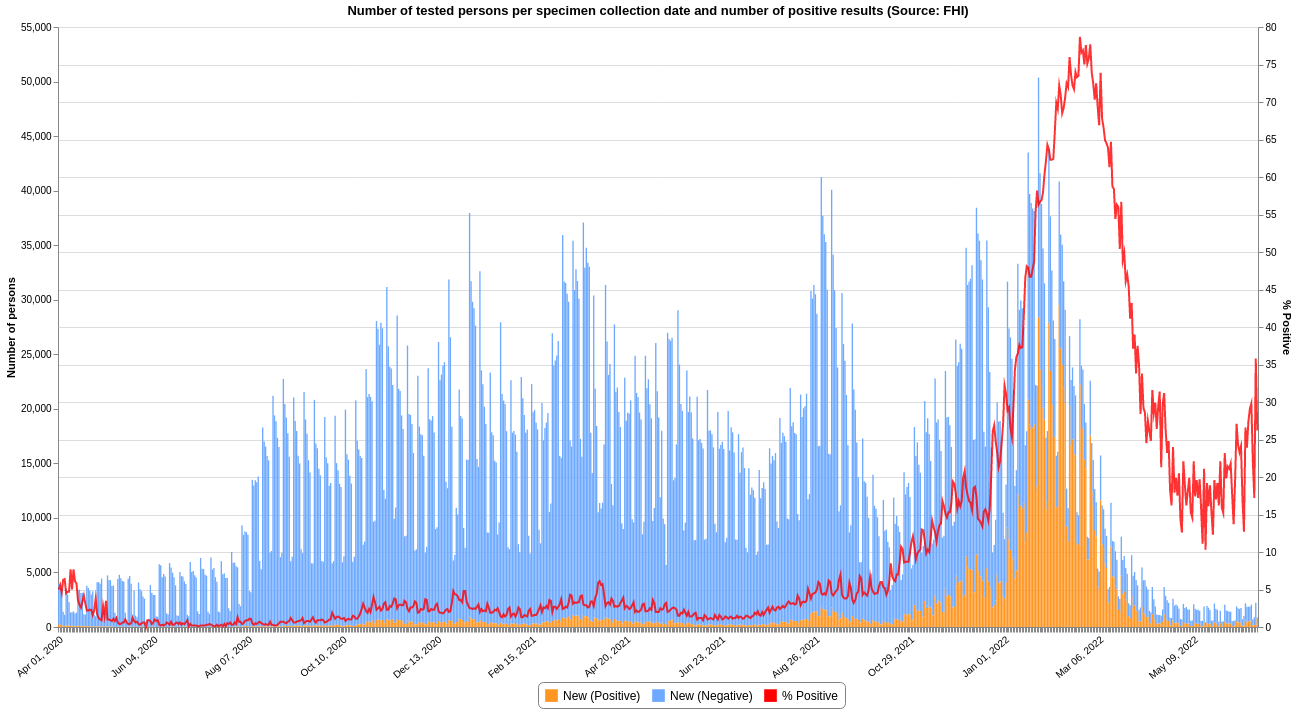 Number of tested persons per specimen collection date and number of positive results (Source: FHI)
55,000
50,000
45,000
40,000
35,000
30,000
25,000
20,000
15,000
10,000
5,000
0
Number of persons
80
75
70
65
60
55
50
45
40
35
30
25
20
15
10
5
0
% Positive
Apr 01, 2020
Jun 04, 2020
Aug 07, 2020
Oct 10, 2020
Dec 13, 2020
Feb 15, 2021
Apr 20, 2021
Jun 23, 2021
Aug 26, 2021
Oct 29, 2021
Jan 01, 2022
Mar 06, 2022
May 09, 2022
New (Positive) New (Negative) % Positive